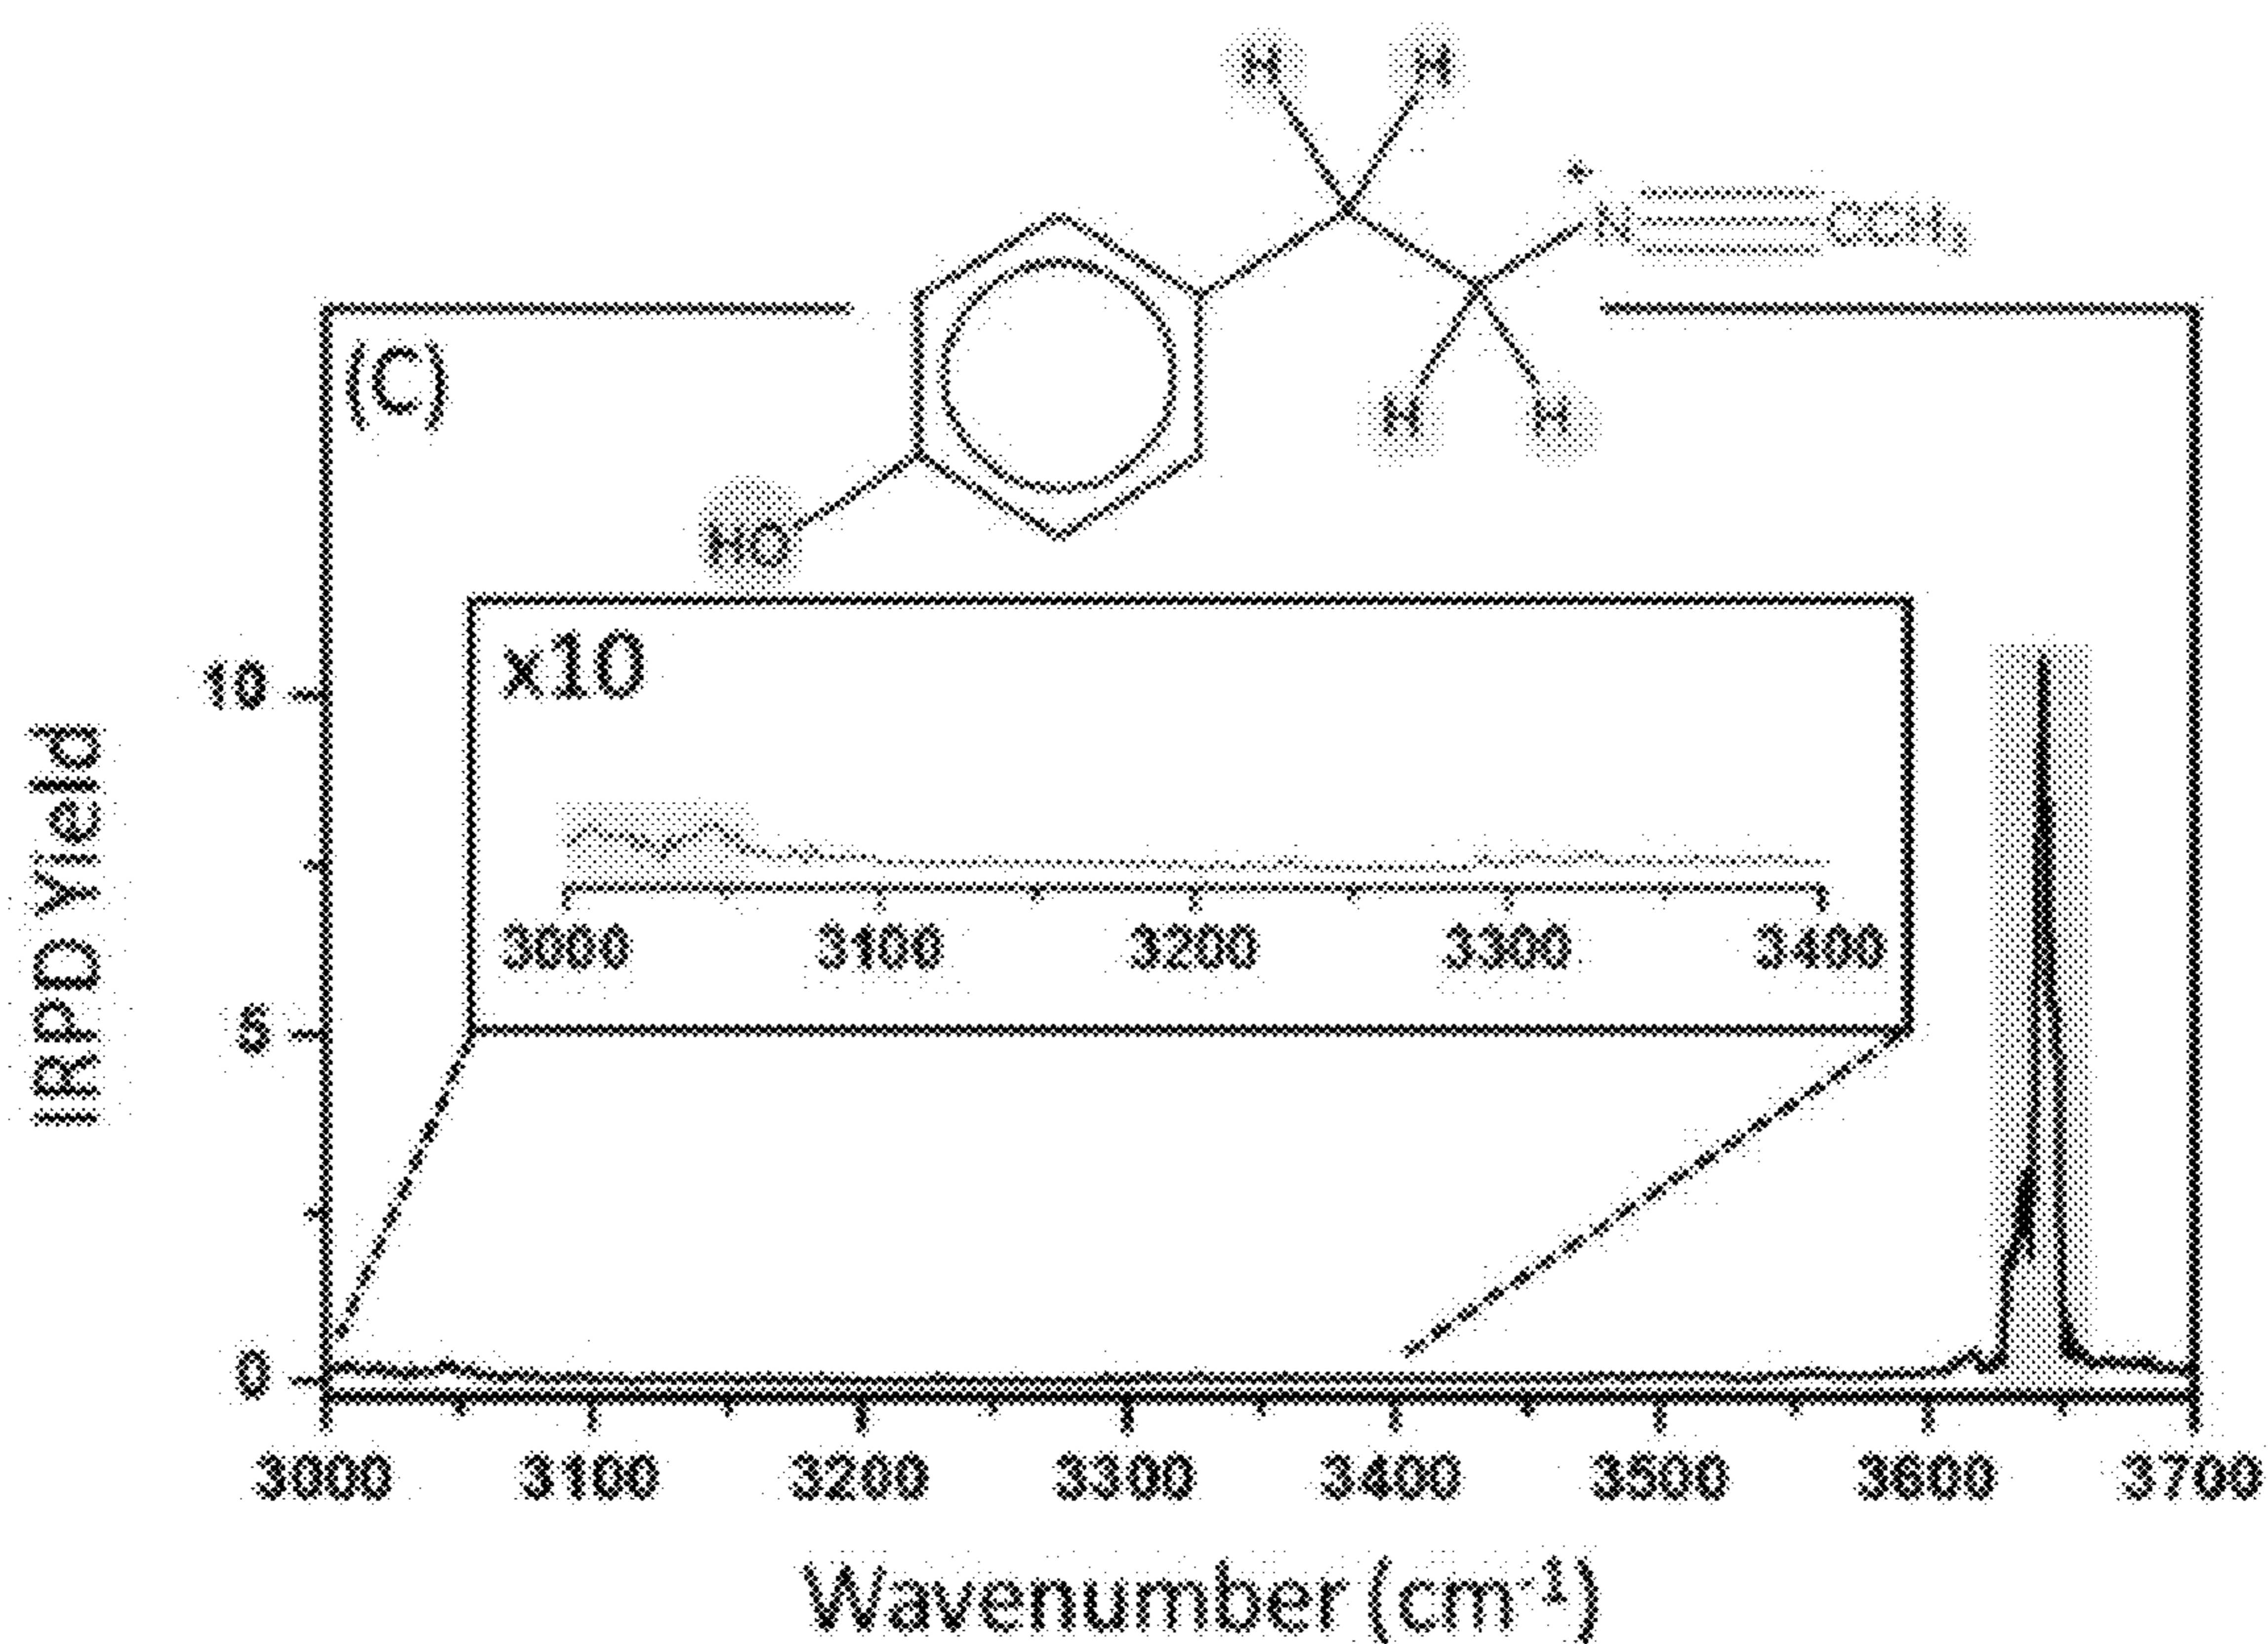 H H
+
N CCH3
(C)
H H
HO
x10
10
5
0
IRPD Yield
3000 3100 3200 3300 3400
3000 3100 3200 3300 3400 3500 3600 3700
Wavenumber (cm-1)